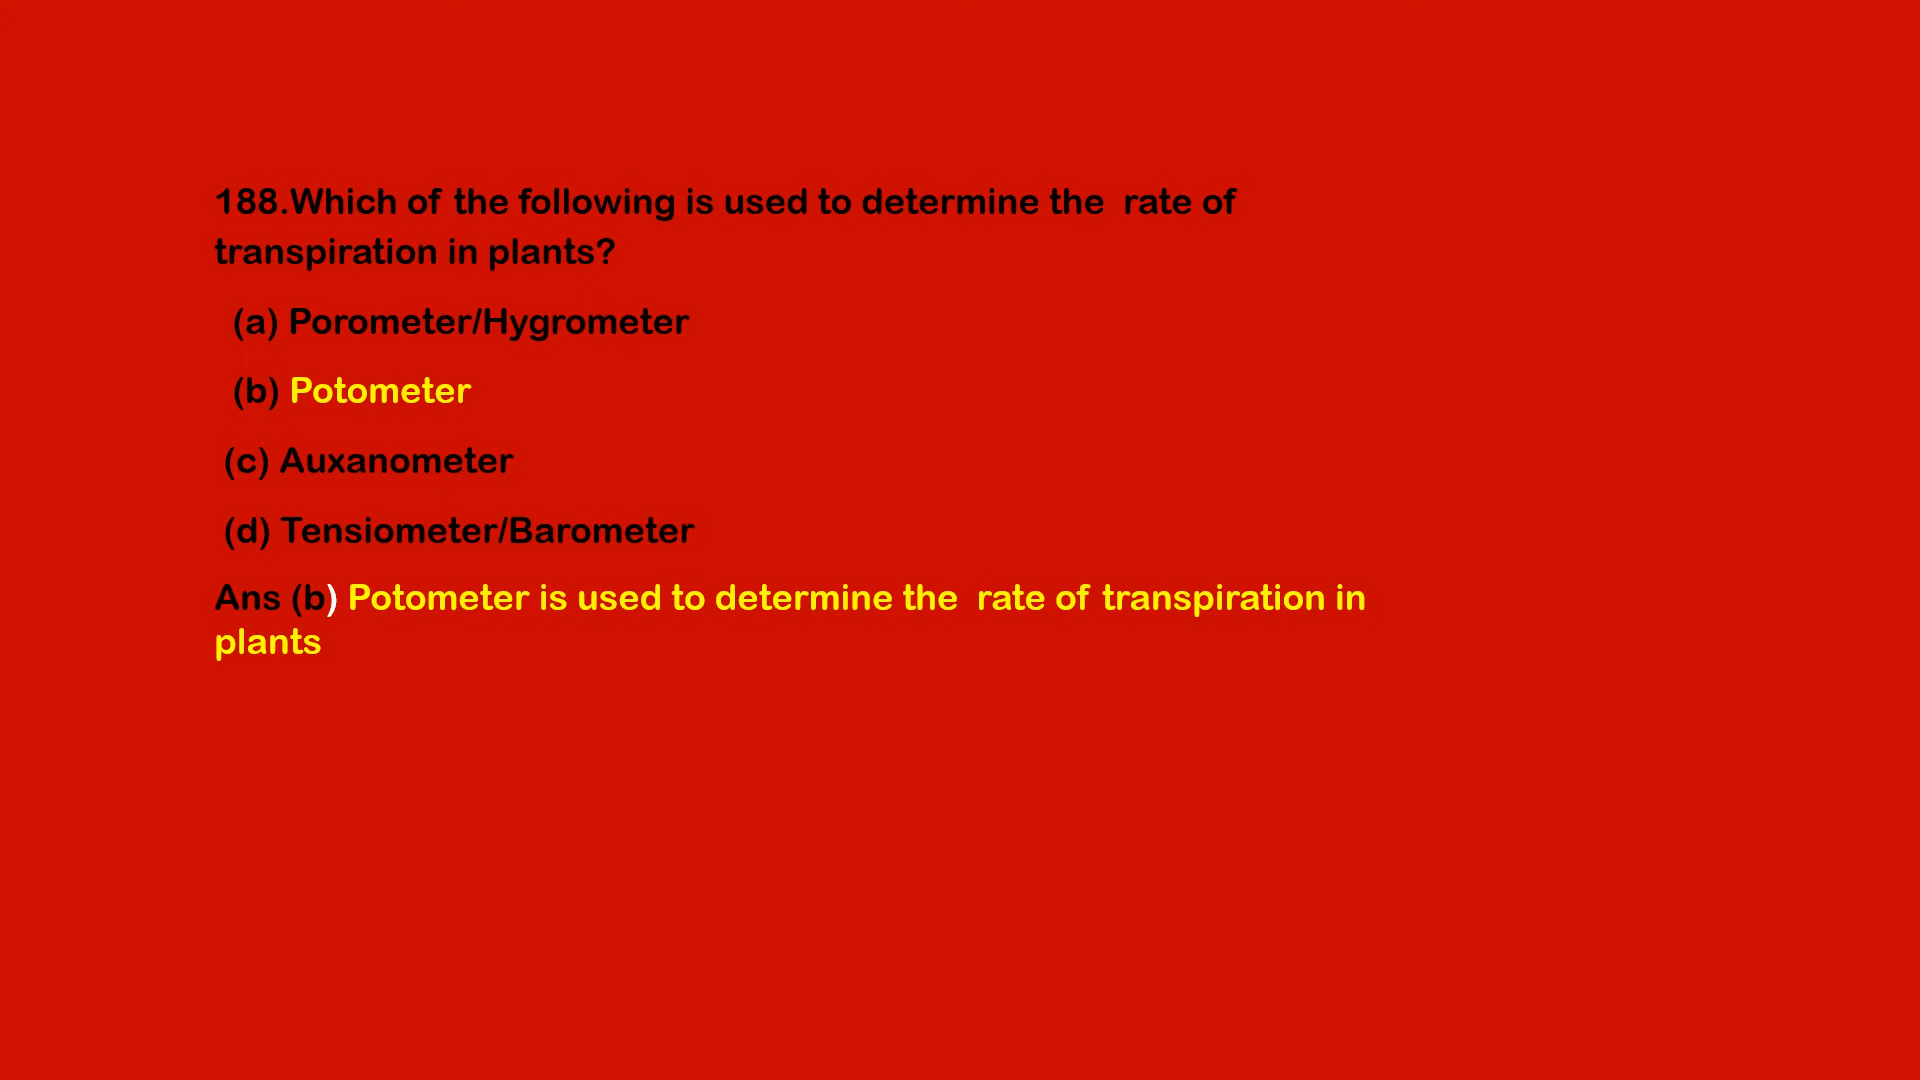 188.Which of the following is used to determine the  rate of
transpiration in plants?
(a) Porometer/Hygrometer
(b) Potometer
(c) Auxanometer
(d) Tensiometer/Barometer
Ans (b) Potometer is used to determine the  rate of transpiration in
plants